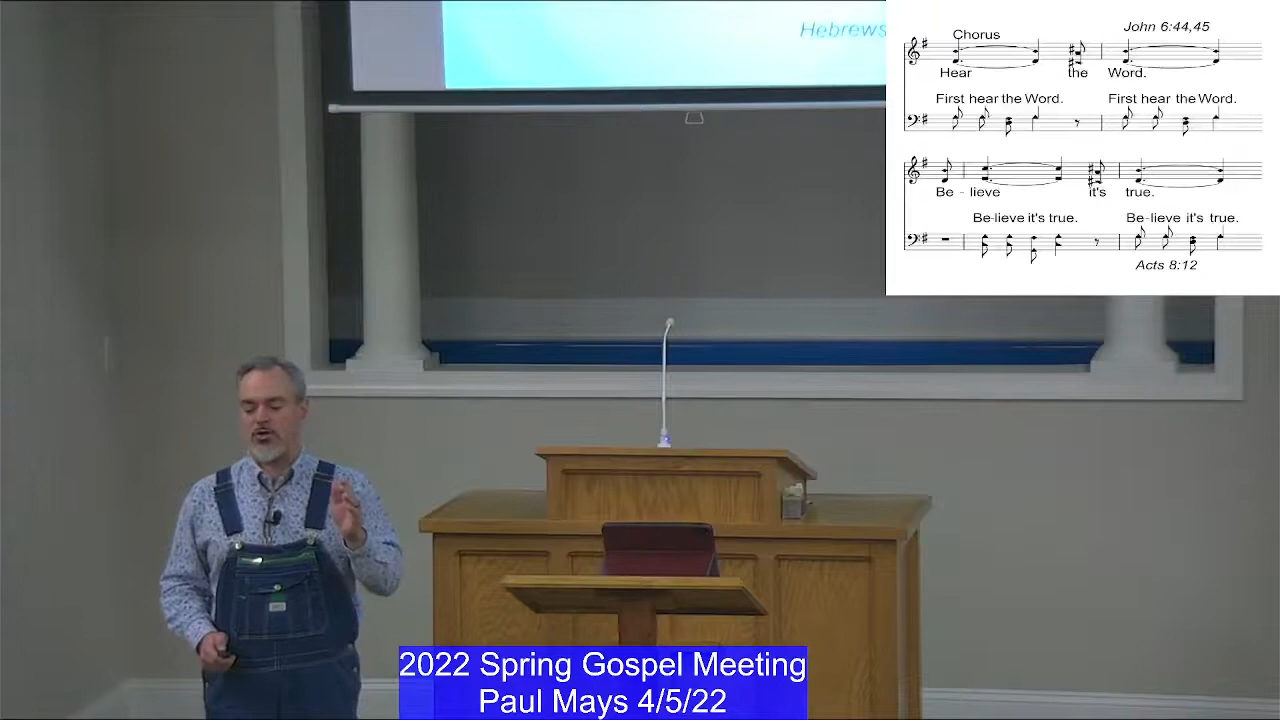 Hebrews
Chorus
John 6:44,45
Hear the Word.
First hear the Word. First hear the Word.
Be - lieve it's true.
Be-lieve it's true. Be-lieve it's true.
Acts 8:12
2022 Spring Gospel Meeting
Paul Mays 4/5/22